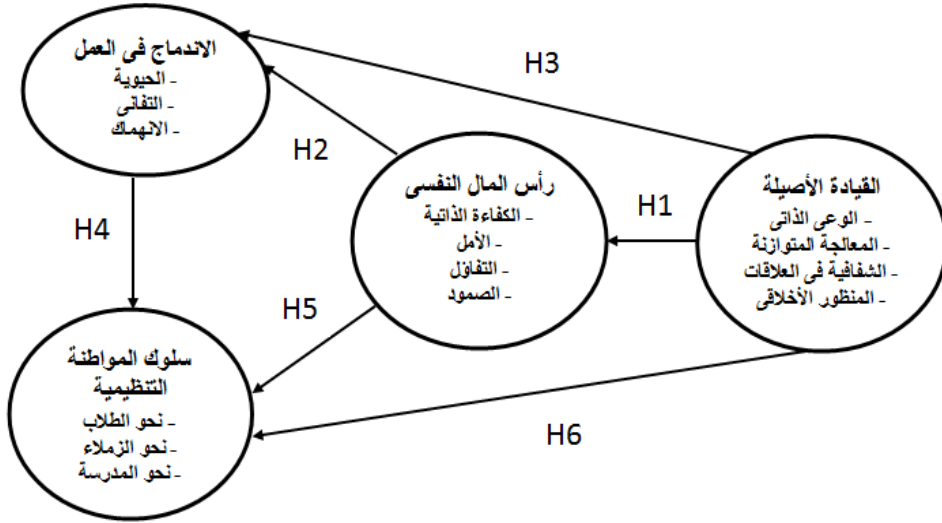 القيادة الأصيلة
- الوعى الذاتى
- المعالجة المتوازنة
- الشفافية فى العلاقات
- المنظور الأخلاقى
H1
رأس المال النفسى
- الكفاءة الذاتية
- الأمل
- التفاؤل
- الصمود
H3
H2
الاندماج فى العمل
- الحيوية
- التفانى
- الانهماك
H4
H5
سلوك المواطنة
التنظيمية
- نحو الطلاب
- نحو الزملاء
- نحو المدرسة
H6